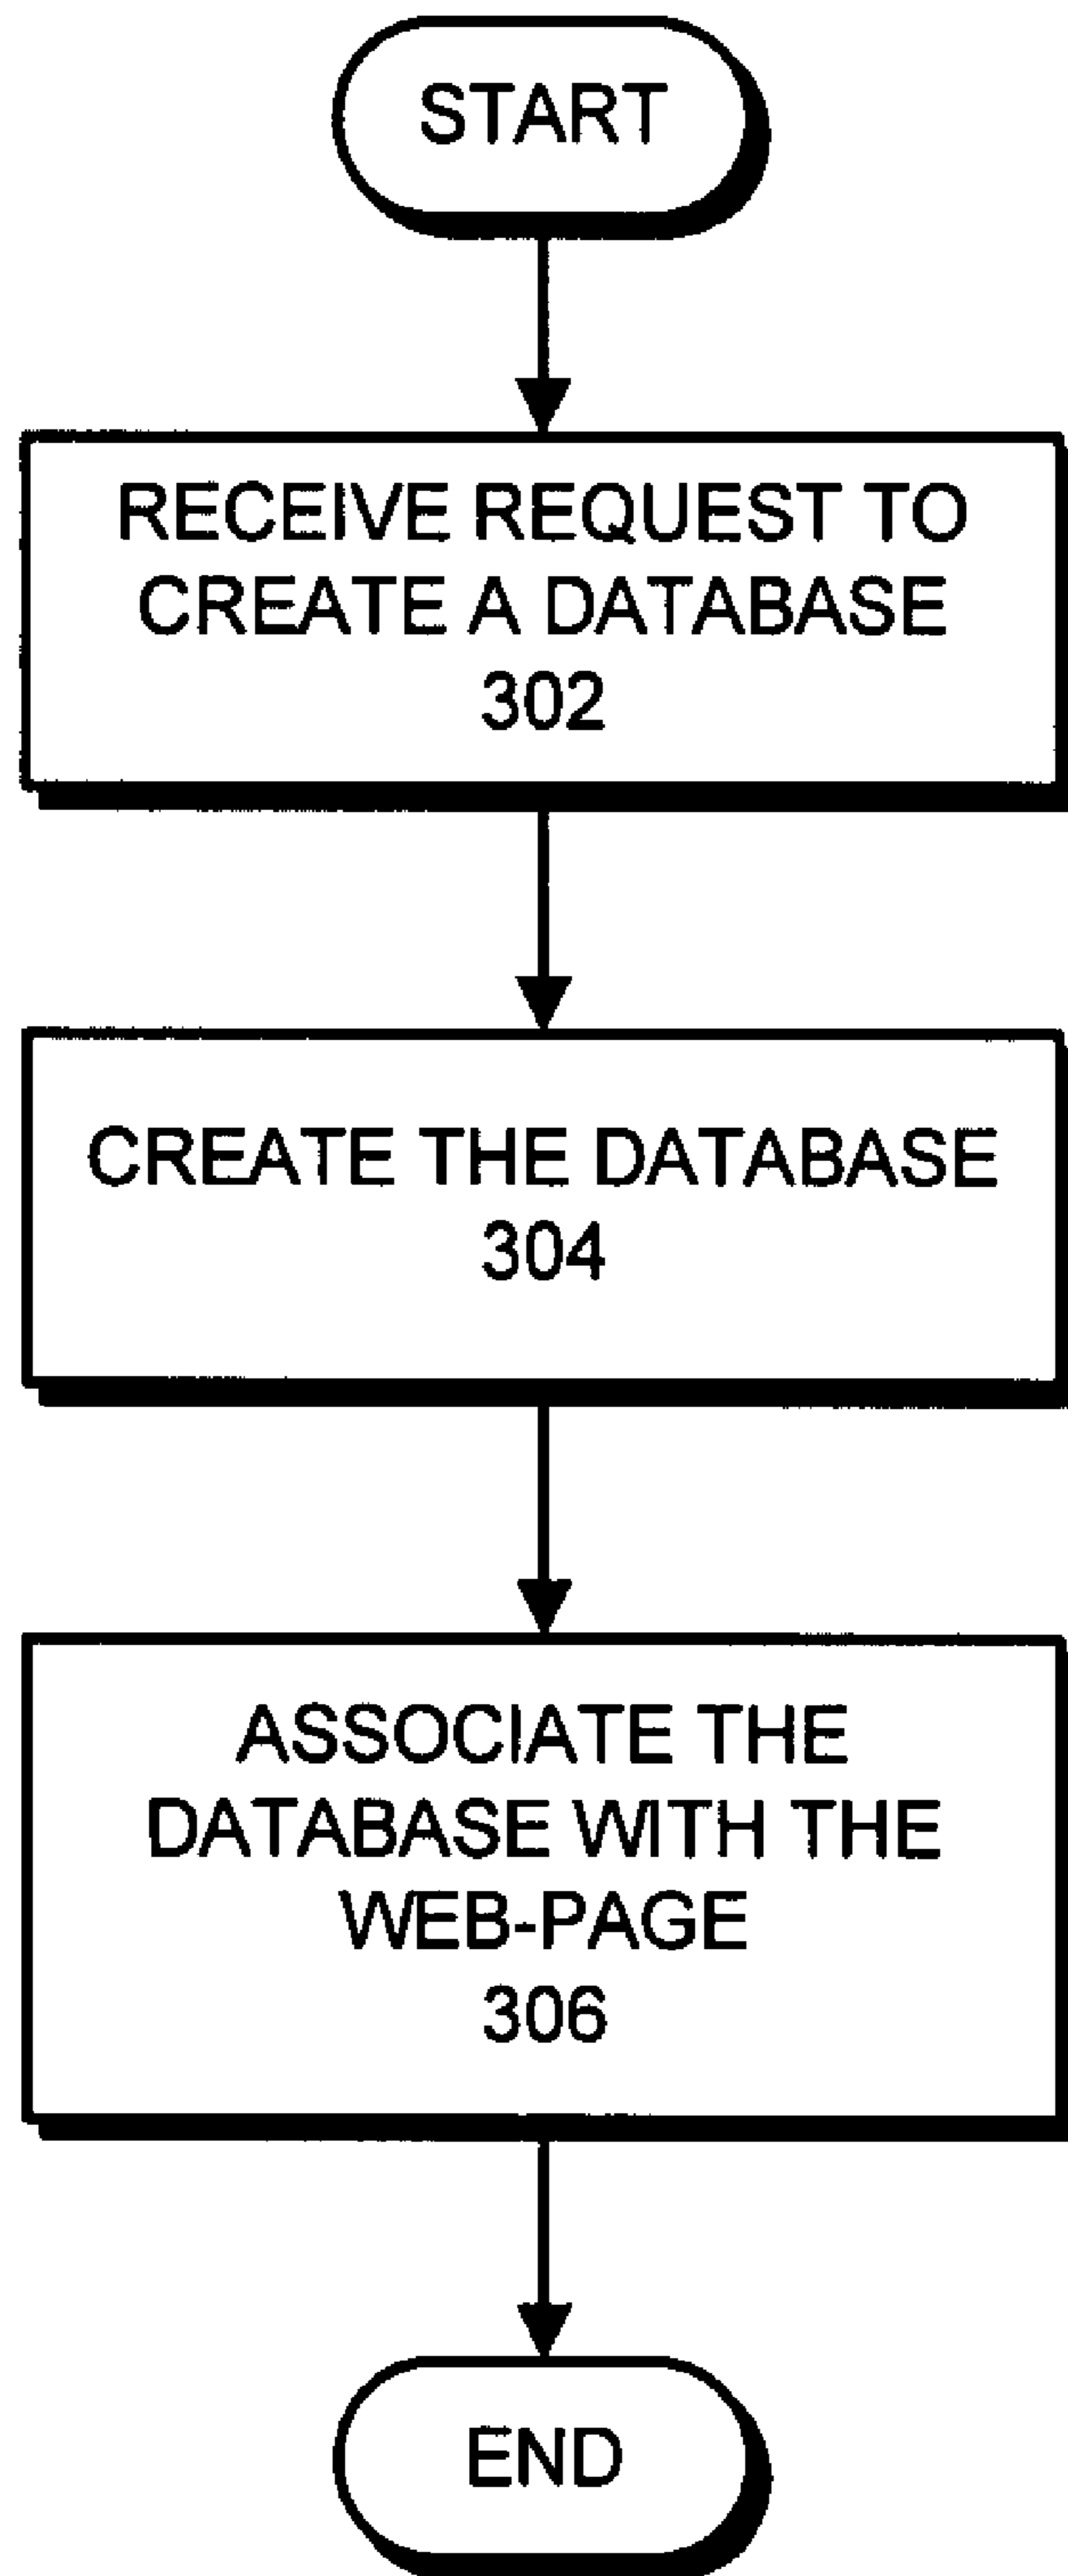 START
RECEIVE REQUEST TO
CREATE A DATABASE
302
CREATE THE DATABASE
304
ASSOCIATE THE
DATABASE WITH THE
WEB-PAGE
306
END